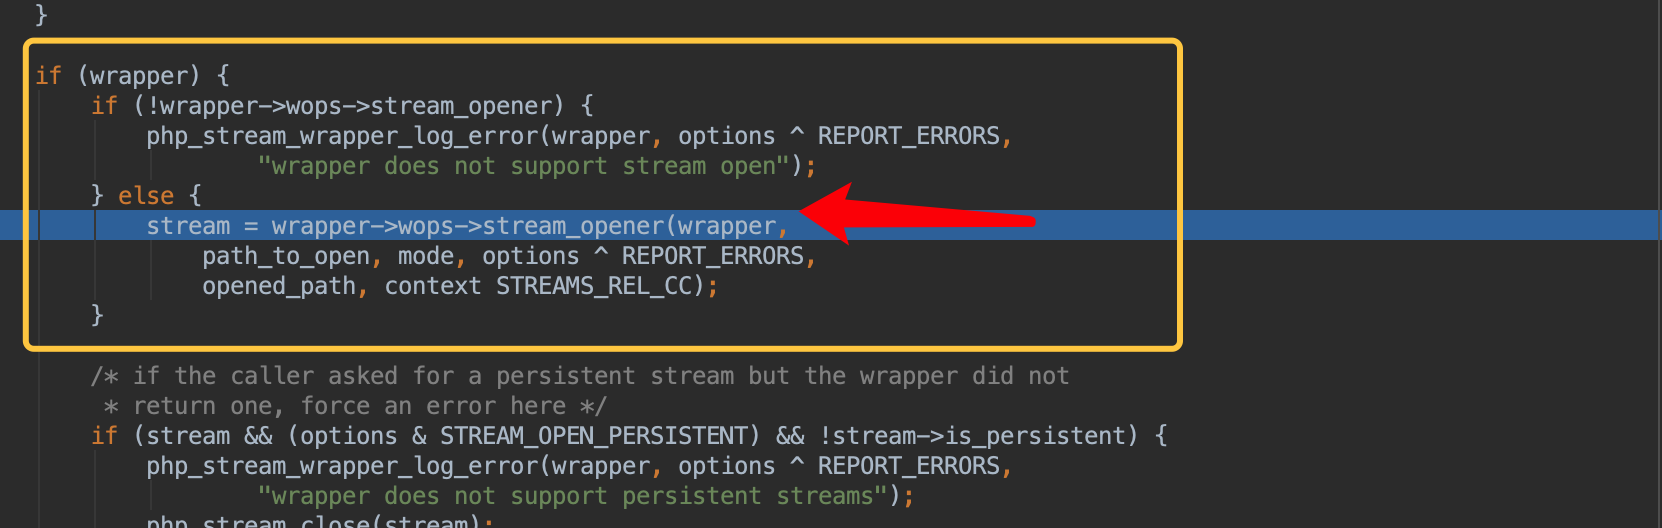 }
if (wrapper) {
if (!wrapper->wops->stream_opener) {
php_stream_wrapper_log_error(wrapper, options ^ REPORT_ERRORS,
"wrapper does not support stream open");
} else {
stream = wrapper->wops->stream_opener(wrapper,
path_to_open, mode, options ^ REPORT_ERRORS,
opened_path, context STREAMS_REL_CC);
}
/* if the caller asked for a persistent stream but the wrapper did not
* return one, force an error here */
if (stream && (options & STREAM_OPEN_PERSISTENT) && !stream->is_persistent) {
php_stream_wrapper_log_error(wrapper, options ^ REPORT_ERRORS,
"wrapper does not support persistent streams");
php_stream_close(stream);